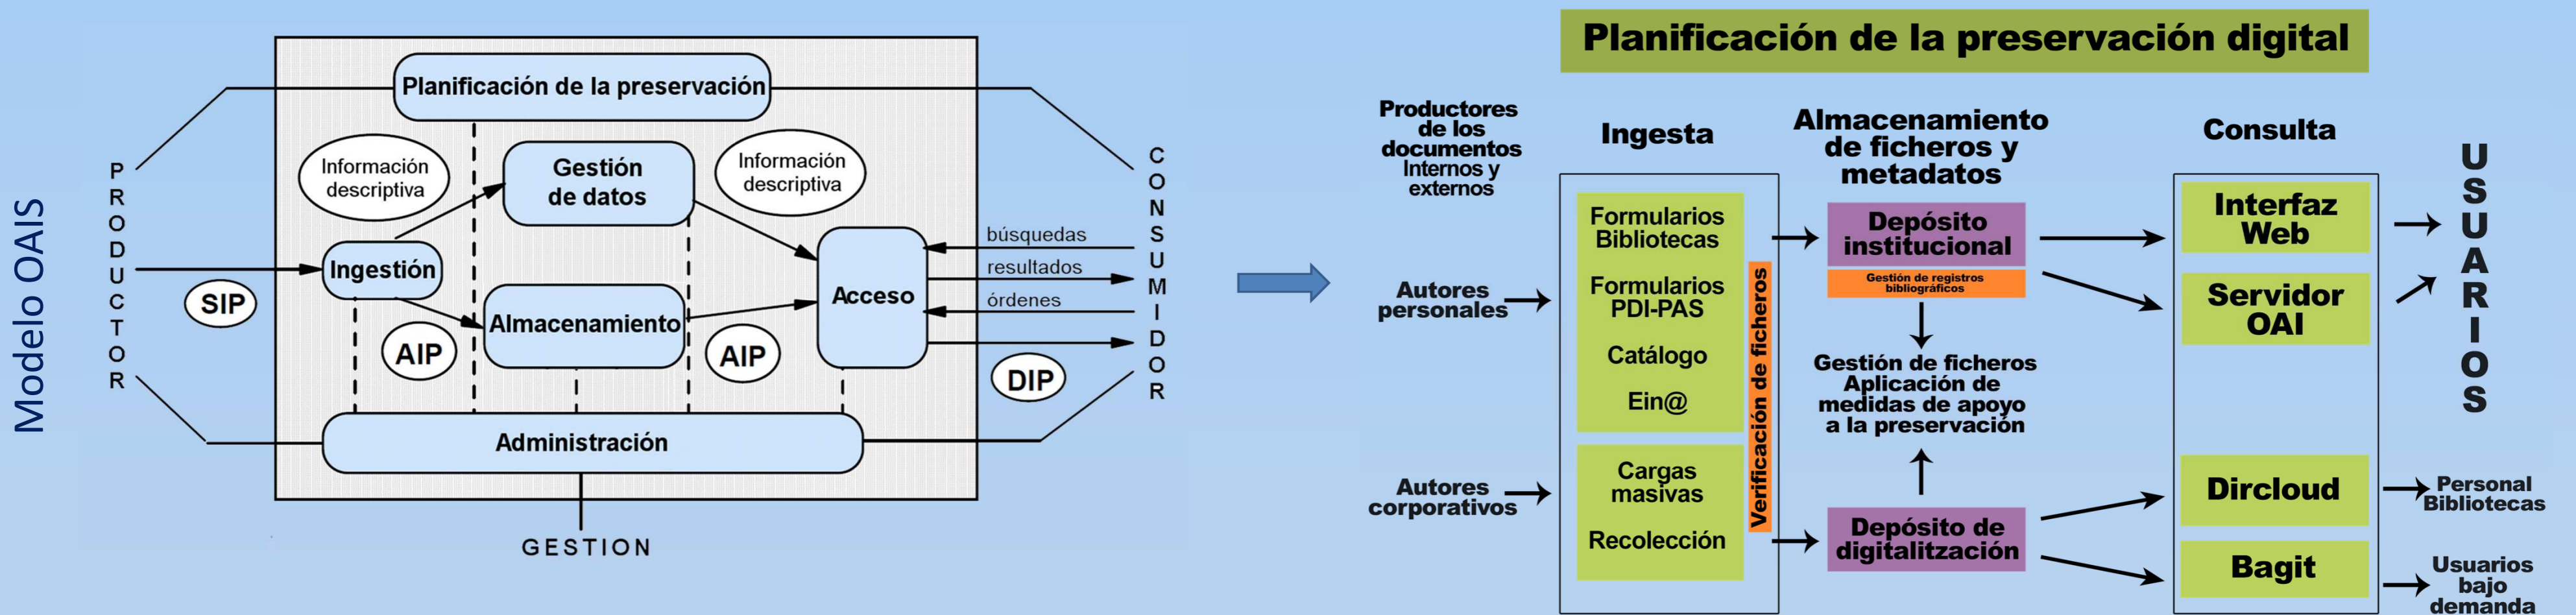 Modelo OAIS
PRODUCTOR
Planificación de la preservación
Información
descriptiva
Gestión
de datos
Información
descriptiva
Ingestión
SIP
AIP
Almacenamiento
AIP
Acceso
búsquedas
resultados
órdenes
DIP
CONSUMIDOR
Administración
GESTION
Planificación de la preservación digital
Productores
de los
documentos
Internos y
externos
Autores
personales
Autores
corporativos
Ingesta
Formularios
Bibliotecas
Formularios
PDI-PAS
Catálogo
Ein@
Cargas
masivas
Recolección
Verificación de ficheros
Almacenamiento
de ficheros y
metadatos
Depósito
institucional
Gestión de registros
bibliográficos
Gestión de ficheros
Aplicación de
medidas de apoyo
a la preservación
Depósito de
digitalitzación
Consulta
Interfaz
Web
Servidor
OAI
Dircloud
Bagit
USUARIOS
Personal
Bibliotecas
Usuarios
bajo
demanda